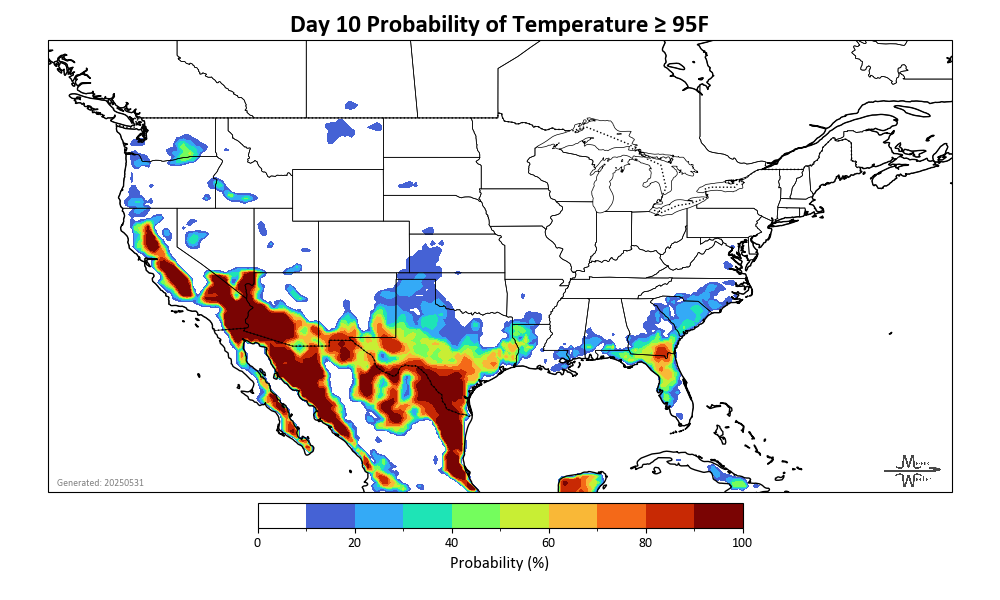 Day 10 Probability of Temperature ≥ 95F
Generated: 20250531
0 20 40 60 80 100
Probability (%)